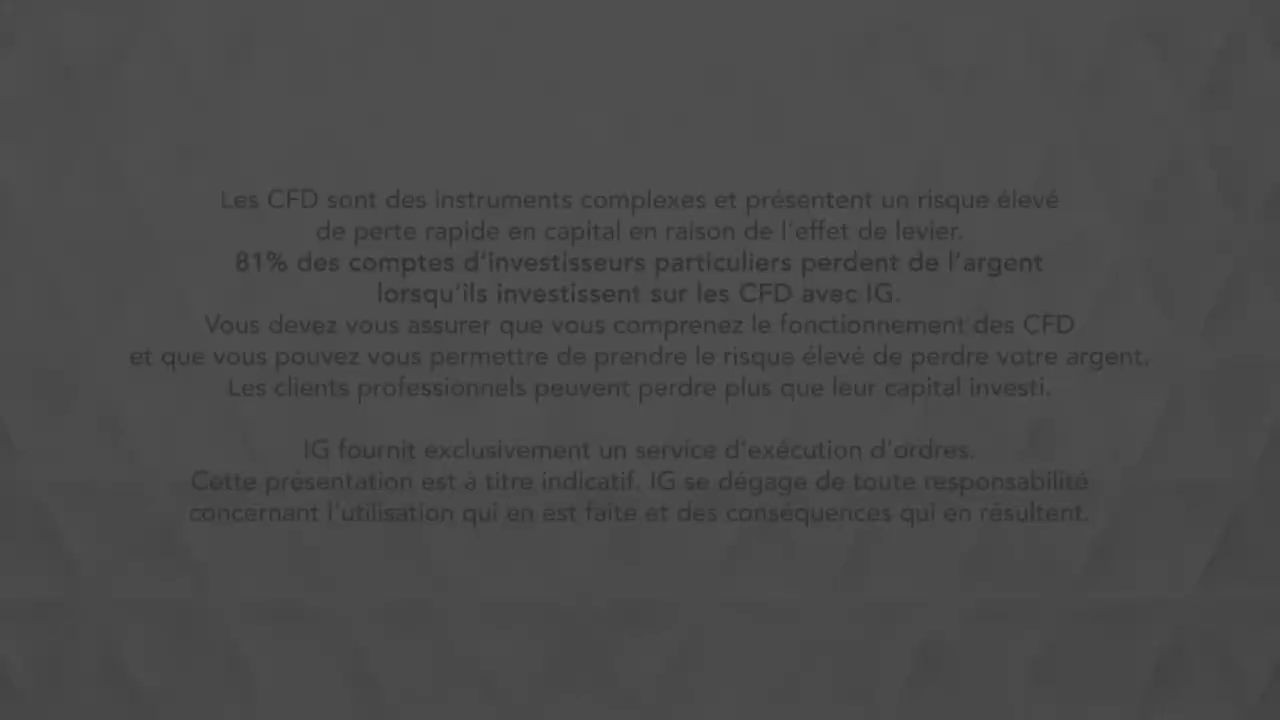 Les CFD sont des instruments complexes et présentent un risque élevé
de perte rapide en capital en raison de l'effet de levier.
81% des comptes d'investisseurs particuliers perdent de l'argent
lorsqu'ils investissent sur les CFD avec IG.
Vous devez vous assurer que vous comprenez le fonctionnement des CFD
et que vous pouvez vous permettre de prendre le risque élevé de perdre votre argent.
Les clients professionnels peuvent perdre plus que leur capital investi.
IG fournit exclusivement un service d'exécution d'ordres.
Cette présentation est à titre indicatif. IG se dégage de toute responsabilité
concernant l'utilisation qui en est faite et des conséquences qui en résultent.